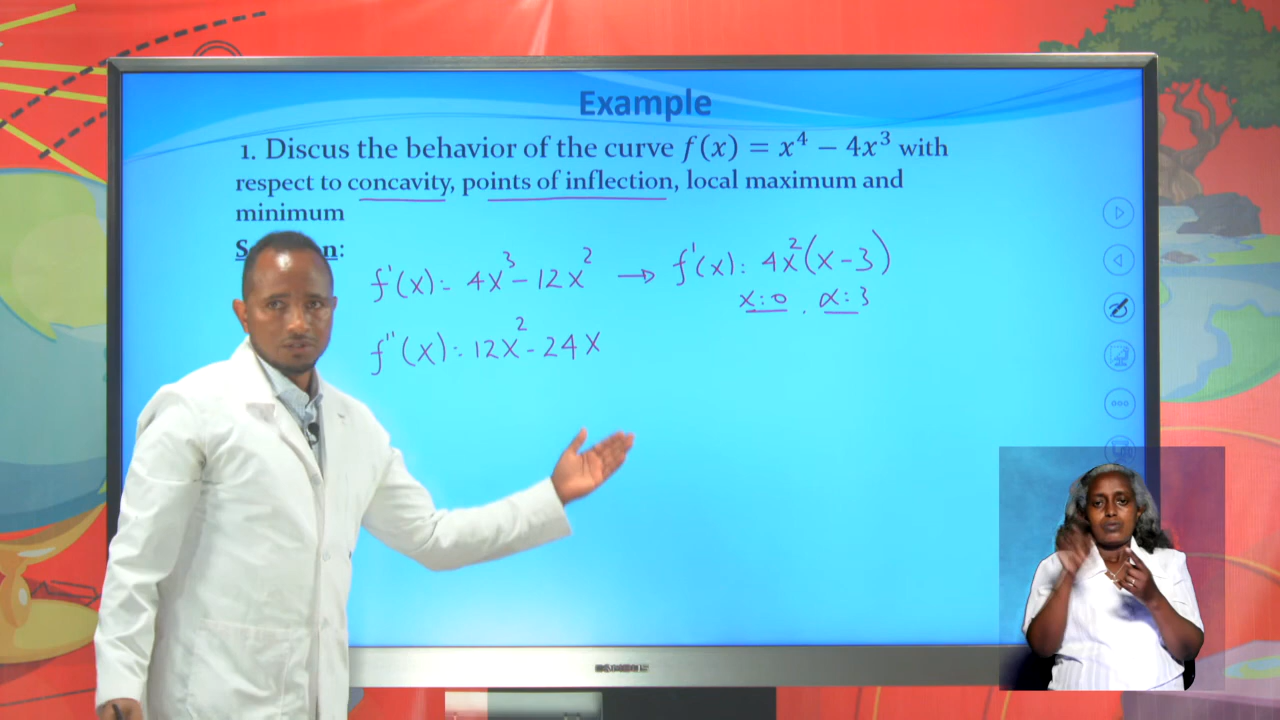 Example
1. Discus the behavior of the curve f(x) = x⁴ − 4x³ with
respect to concavity, points of inflection, local maximum and
minimum
f'(x): 4x³ - 12x² → f'(x): 4x²(x-3)
x:0 , x:3
f''(x): 12x² - 24x